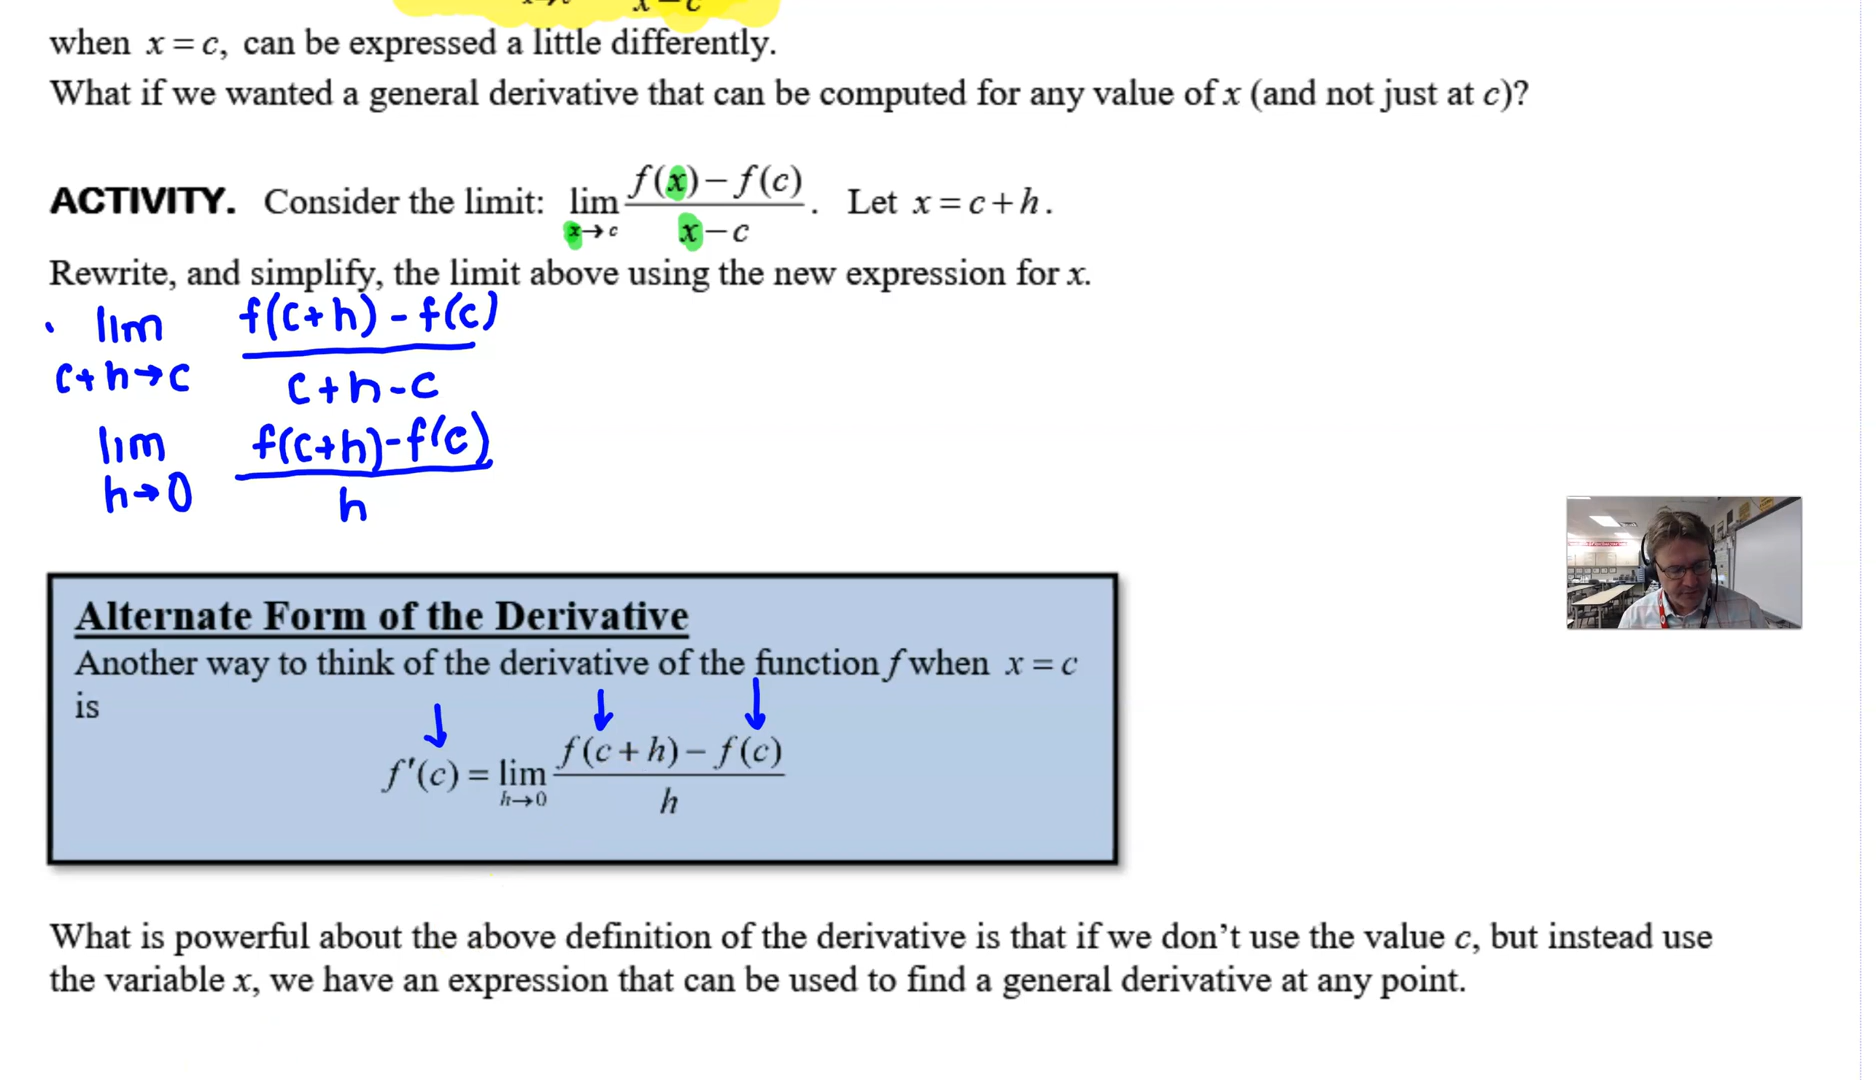 x→c x − c
when x = c, can be expressed a little differently.
What if we wanted a general derivative that can be computed for any value of x (and not just at c)?
ACTIVITY. Consider the limit: lim x→c (f(x) − f(c)) / (x − c). Let x = c + h.
Rewrite, and simplify, the limit above using the new expression for x.
lim c+h→c (f(c+h) - f(c)) / (c+h-c)
lim h→0 (f(c+h)-f(c)) / h
Alternate Form of the Derivative
Another way to think of the derivative of the function f when x = c
is
f'(c) = lim h→0 (f(c + h) − f(c)) / h
What is powerful about the above definition of the derivative is that if we don’t use the value c, but instead use
the variable x, we have an expression that can be used to find a general derivative at any point.